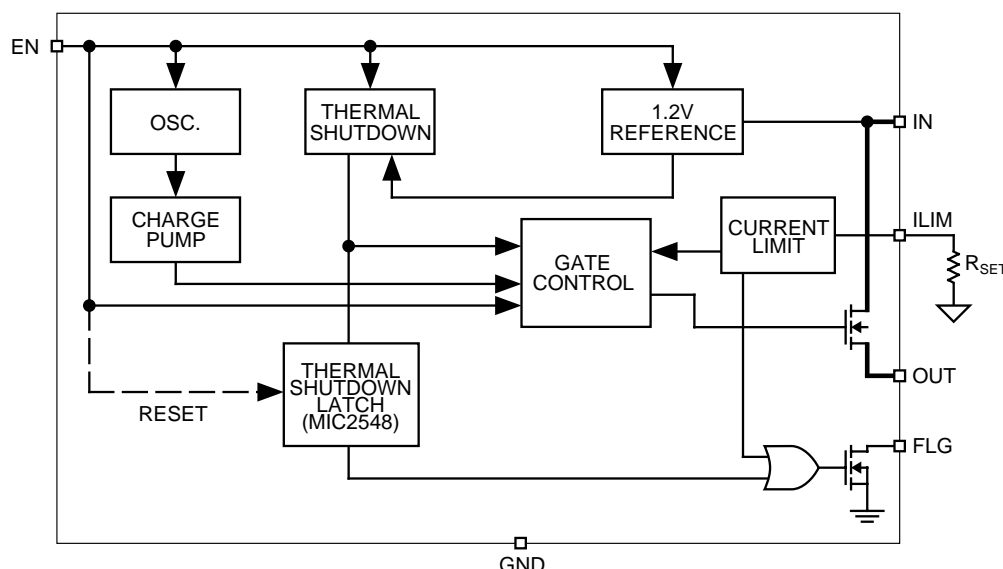 EN
OSC.
THERMAL
SHUTDOWN
1.2V
REFERENCE
IN
CHARGE
PUMP
GATE
CONTROL
CURRENT
LIMIT
ILIM
RSET
THERMAL
SHUTDOWN
LATCH
(MIC2548)
RESET
OUT
FLG
GND